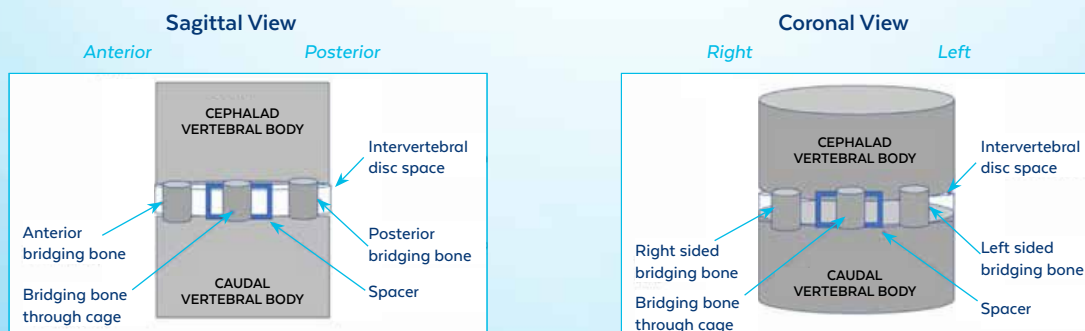 Sagittal View
Anterior
Posterior
CEPHALAD
VERTEBRAL BODY
Intervertebral
disc space
Anterior
bridging bone
Posterior
bridging bone
Bridging bone
through cage
CAUDAL
VERTEBRAL BODY
Spacer
Coronal View
Right
Left
CEPHALAD
VERTEBRAL BODY
Intervertebral
disc space
Right sided
bridging bone
Left sided
bridging bone
Bridging bone
through cage
CAUDAL
VERTEBRAL BODY
Spacer